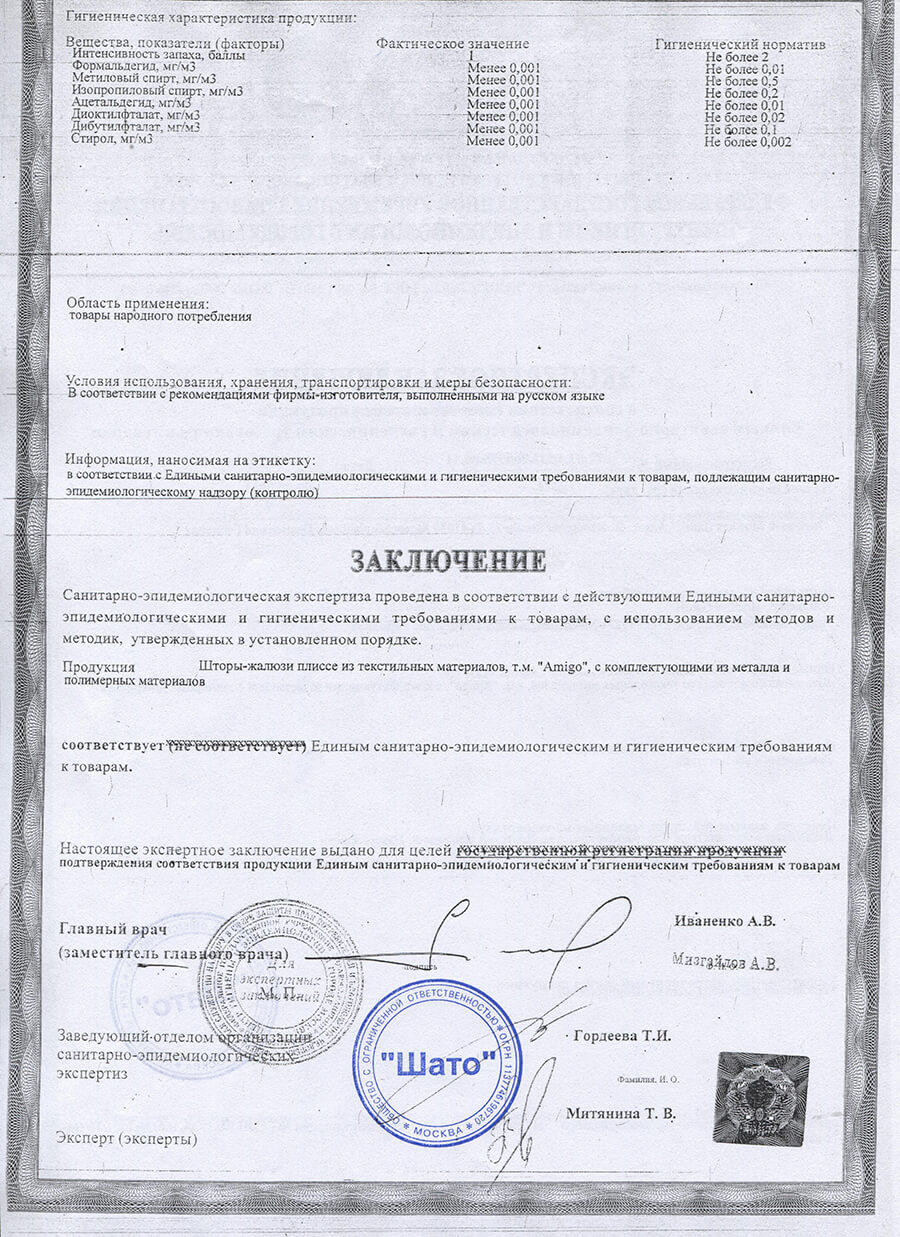 Гигиеническая характеристика продукции:
Вещества, показатели (факторы) Фактическое значение Гигиенический норматив
Интенсивность запаха, баллы 1 Не более 2
Формальдегид, мг/м3 Менее 0,001 Не более 0,01
Метиловый спирт, мг/м3 Менее 0,001 Не более 0,5
Изопропиловый спирт, мг/м3 Менее 0,001 Не более 0,2
Ацетальдегид, мг/м3 Менее 0,001 Не более 0,01
Диоктилфталат, мг/м3 Менее 0,001 Не более 0,02
Дибутилфталат, мг/м3 Менее 0,001 Не более 0,1
Стирол, мг/м3 Менее 0,001 Не более 0,002
Область применения:
товары народного потребления
Условия использования, хранения, транспортировки и меры безопасности:
В соответствии с рекомендациями фирмы-изготовителя, выполненными на русском языке
Информация, наносимая на этикетку:
в соответствии с Едиными санитарно-эпидемиологическими и гигиеническими требованиями к товарам, подлежащим санитарно-
эпидемиологическому надзору (контролю)
ЗАКЛЮЧЕНИЕ
Санитарно-эпидемиологическая экспертиза проведена в соответствии с действующими Едиными санитарно-
эпидемиологическими и гигиеническими требованиями к товарам, с использованием методов и
методик, утвержденных в установленном порядке.
Продукция Шторы-жалюзи плиссе из текстильных материалов, т.м. "Amigo", с комплектующими из металла и
полимерных материалов
соответствует (не соответствует) Единым санитарно-эпидемиологическим и гигиеническим требованиям
к товарам.
Настоящее экспертное заключение выдано для целей государственной регистрации продукции
подтверждения соответствия продукции Единым санитарно-эпидемиологическим и гигиеническим требованиям к товарам
Главный врач Иваненко А.В.
(заместитель главного врача) подпись Мизгайлов А.В.
Для
экспертных
заключений
М.П.
Заведующий отделом организации Гордеева Т.И.
санитарно-эпидемиологических
экспертиз
Фамилия, И. О.
Митянина Т. В.
Эксперт (эксперты)
ОБЩЕСТВО С ОГРАНИЧЕННОЙ ОТВЕТСТВЕННОСТЬЮ * ОГРН 1137746196720 * МОСКВА *
"Шато"